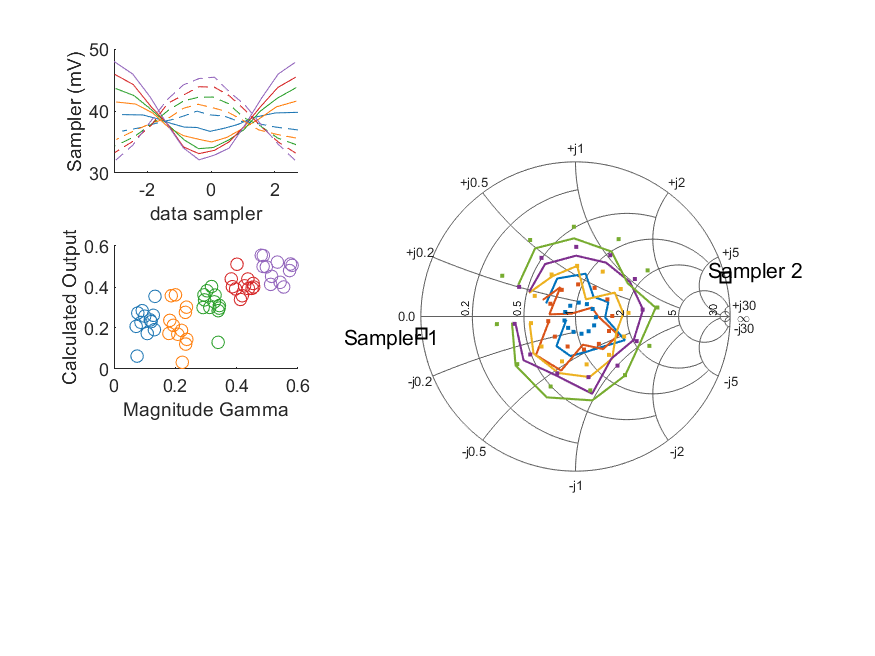 50
40
30
Sampler (mV)
-2 0 2
data sampler
0.6
0.4
0.2
0
Calculated Output
0 0.2 0.4 0.6
Magnitude Gamma
+j1
+j0.5 +j2
+j0.2 +j5
Sampler 2
0.0 0.2 0.5 2 5 30 +j30
∞
-j30
Sampler 1
-j0.2 -j5
-j0.5 -j2
-j1